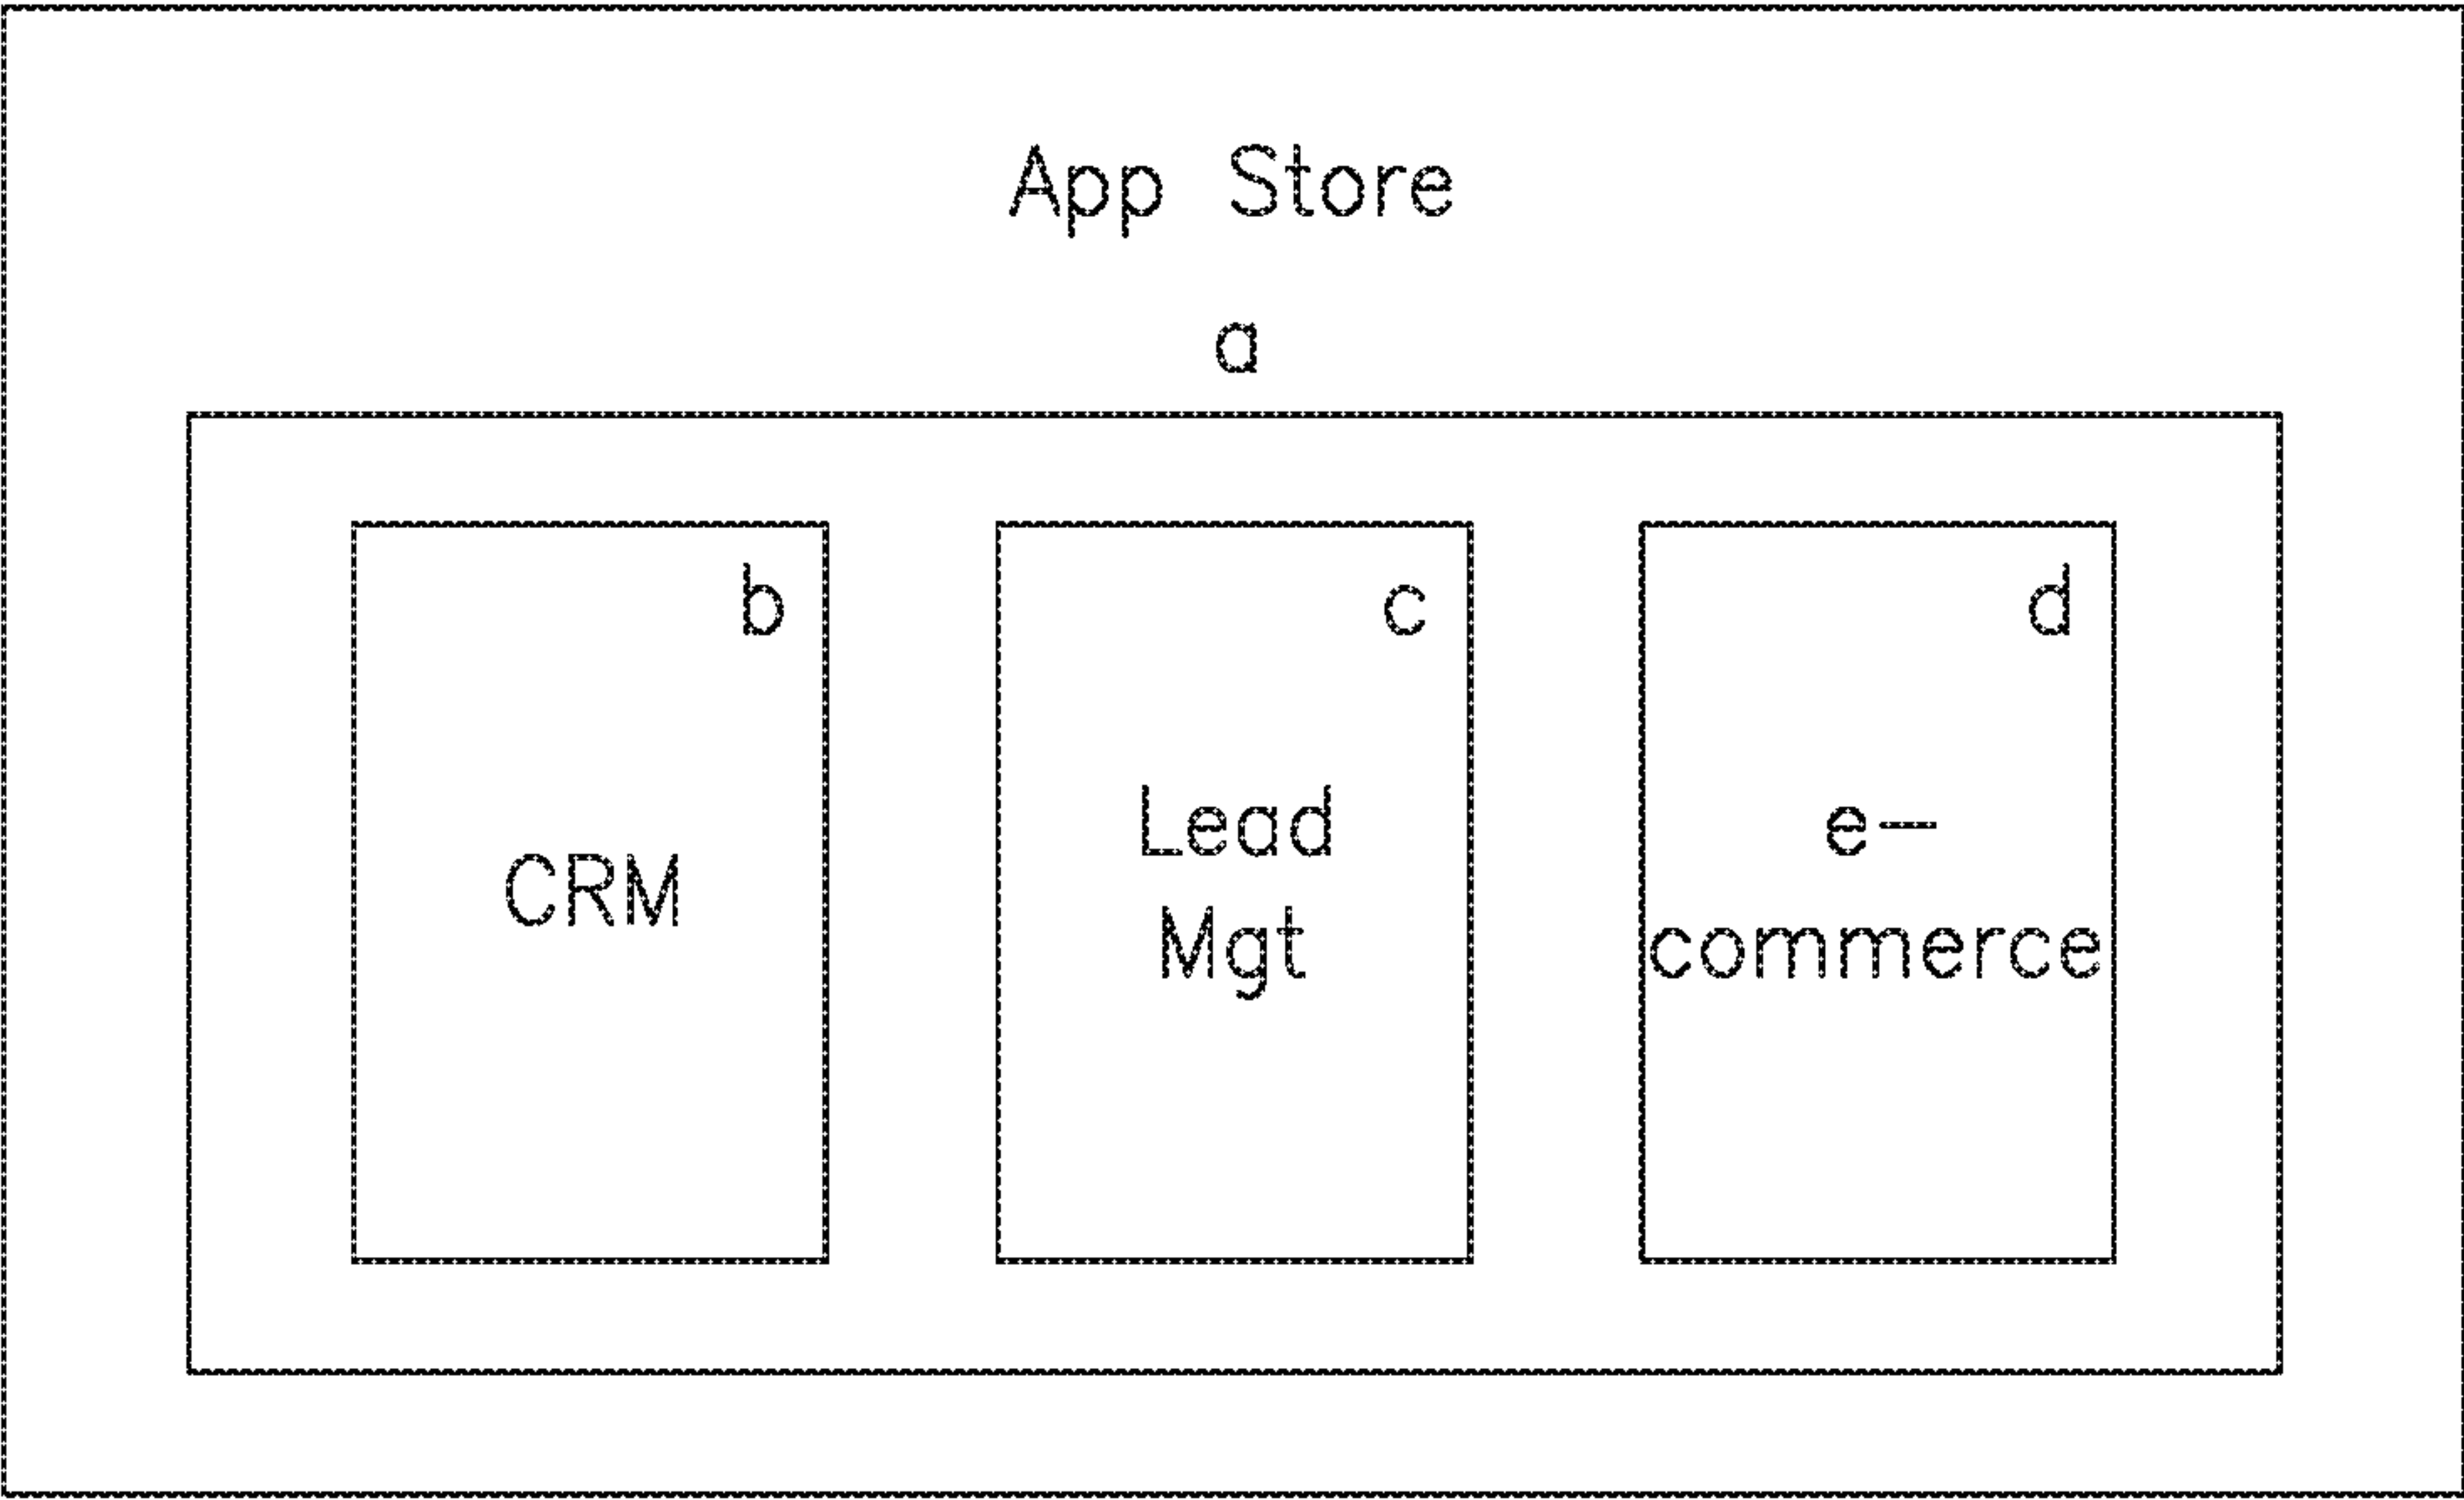 App Store
a
b
CRM
c
Lead
Mgt
d
e-
commerce